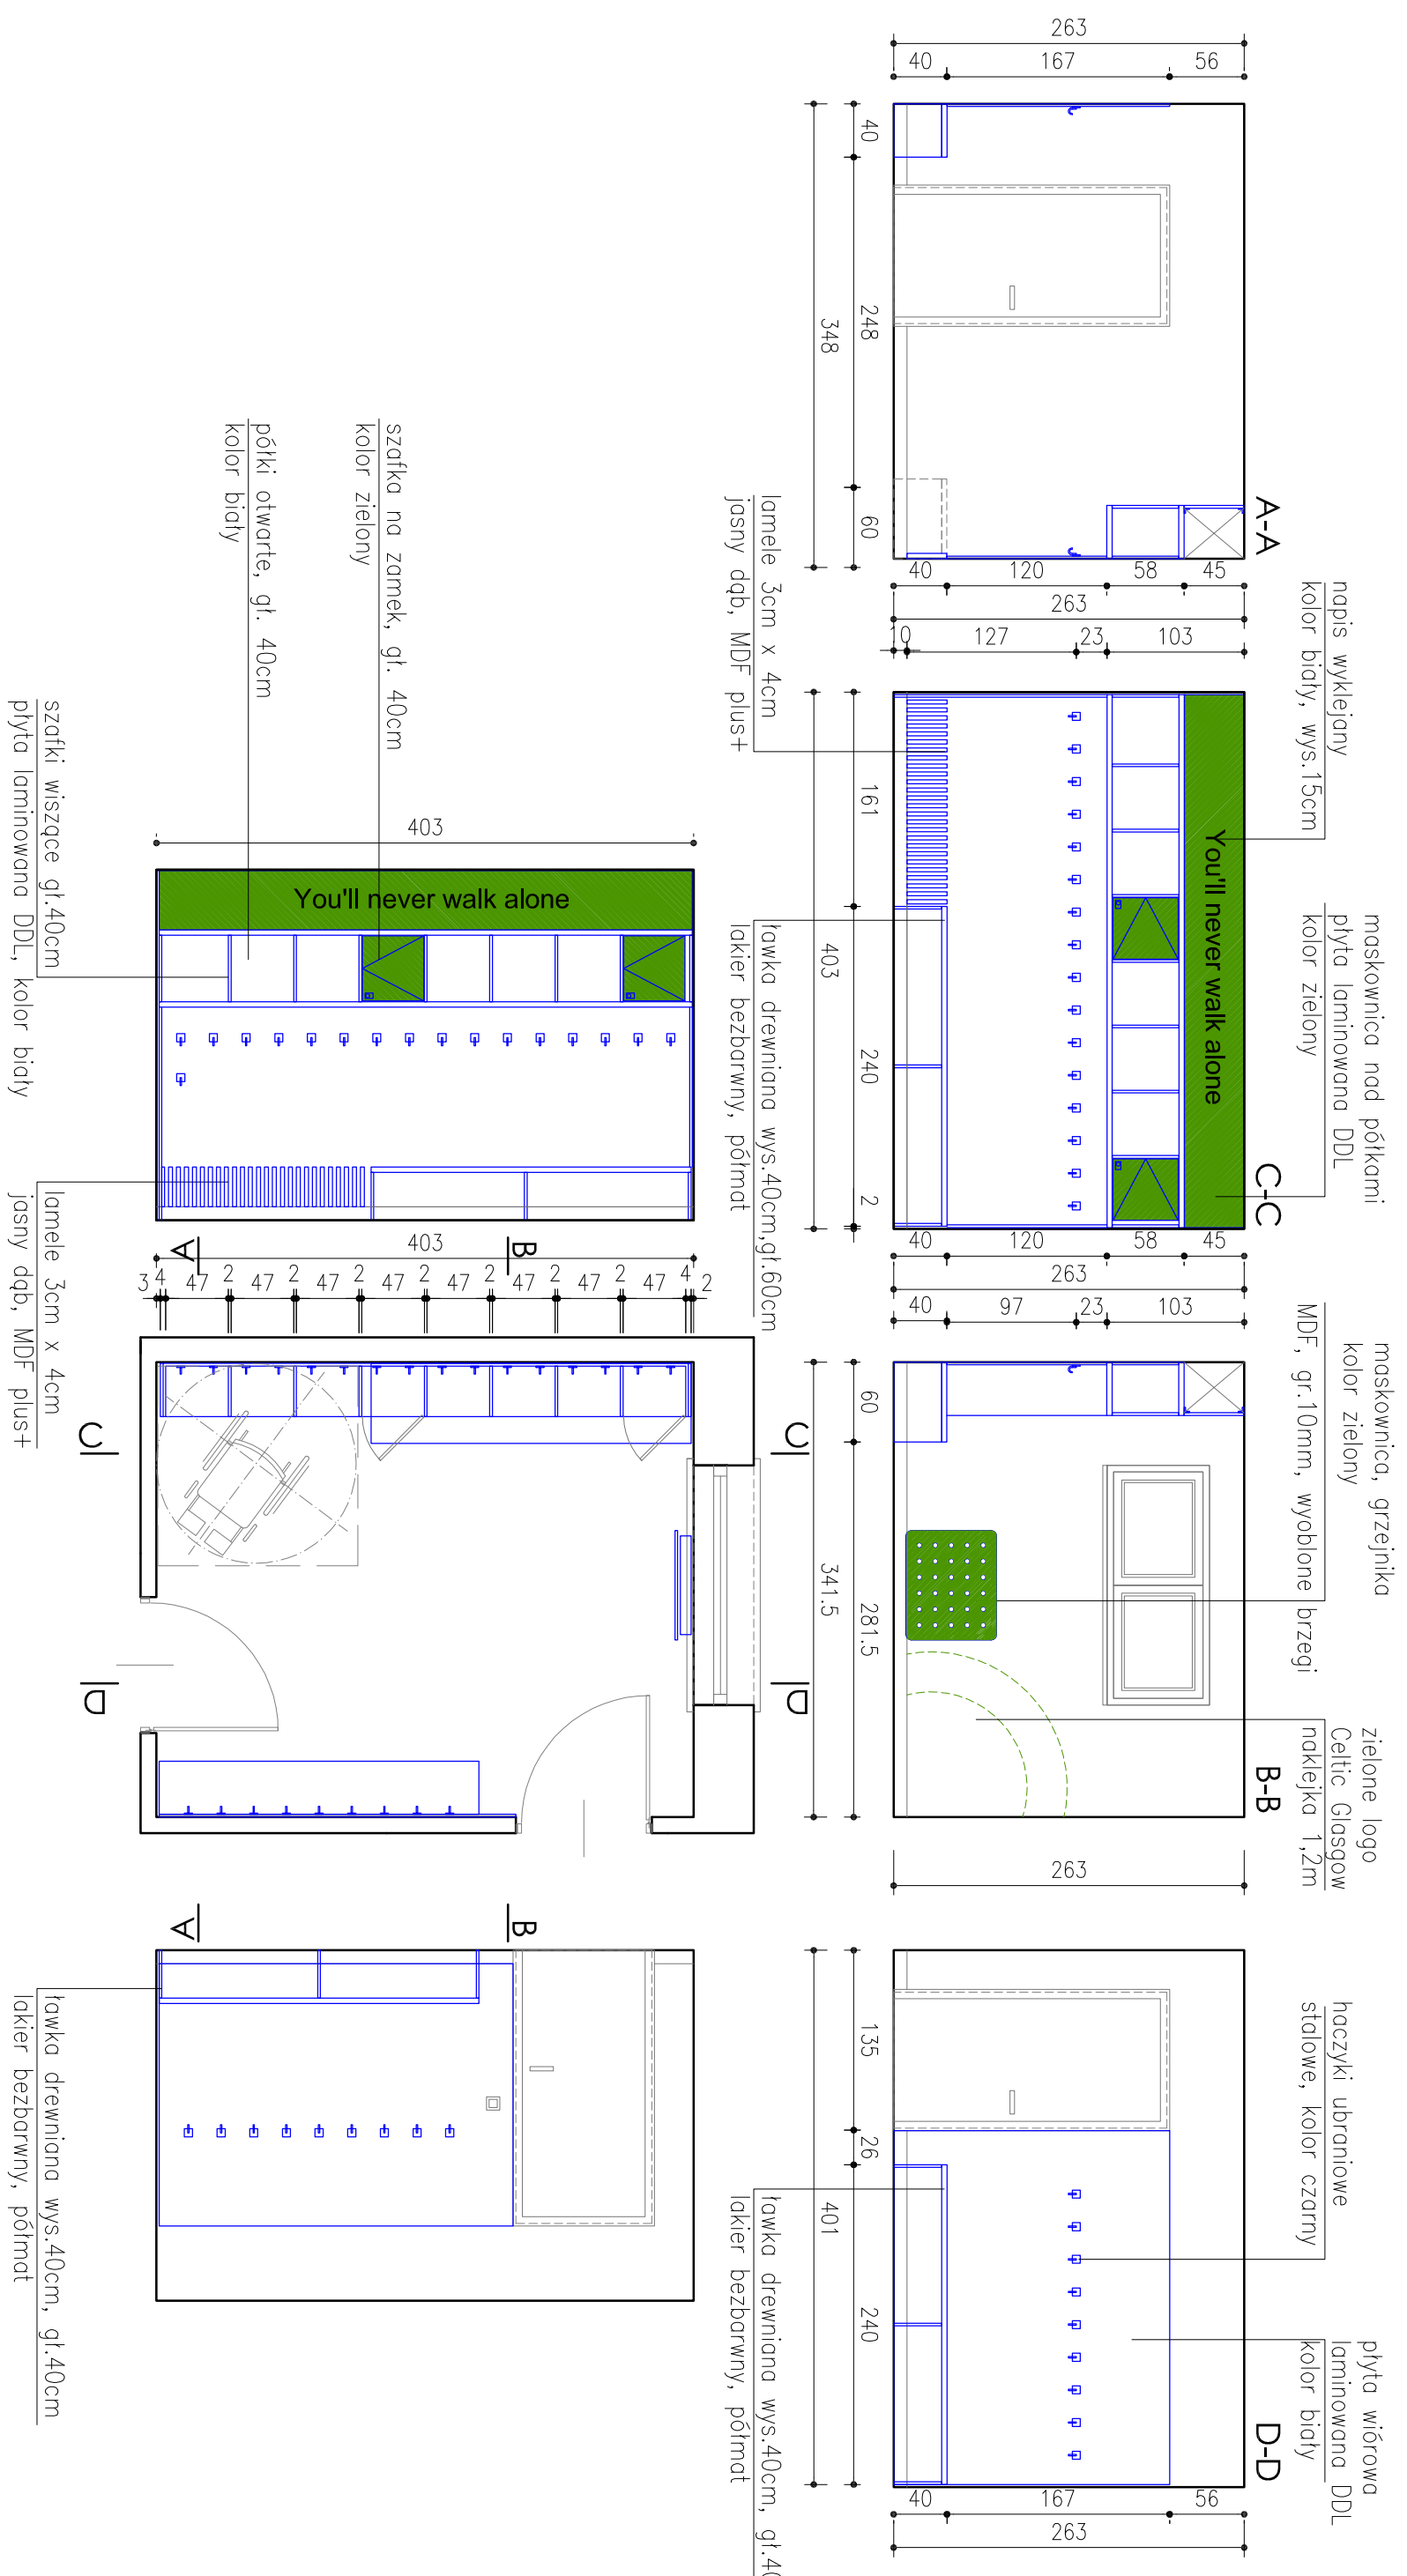 A-A
263
40
167
56
40
248
60
348
40
120
58
45
263
10
127
23
103
napis wyklejany
kolor biały, wys.15cm
maskownica nad półkami
płyta laminowana DDL
kolor zielony
C-C
You'll never walk alone
lamele 3cm x 4cm
jasny dąb, MDF plus+
ławka drewniana wys.40cm,gł.60cm
lakier bezbarwny, półmat
161
240
2
403
40
120
58
45
263
40
97
23
103
maskownica, grzejnika
kolor zielony
MDF, gr.10mm, wyoblone brzegi
zielone logo
Celtic Glasgow
naklejka 1,2m
B-B
60
281.5
341.5
263
haczyki ubraniowe
stalowe, kolor czarny
płyta wiórowa
laminowana DDL
kolor biały
D-D
135
26
240
401
40
167
56
263
ławka drewniana wys.40cm, gł.40
lakier bezbarwny, półmat
szafka na zamek, gł. 40cm
kolor zielony
półki otwarte, gł. 40cm
kolor biały
szafki wiszące gł.40cm
płyta laminowana DDL, kolor biały
403
You'll never walk alone
lamele 3cm x 4cm
jasny dąb, MDF plus+
403
3
4
47
2
47
2
47
2
47
2
47
2
47
2
47
2
47
4
2
A
B
C
C
D
D
A
B
ławka drewniana wys.40cm, gł.40cm
lakier bezbarwny, półmat